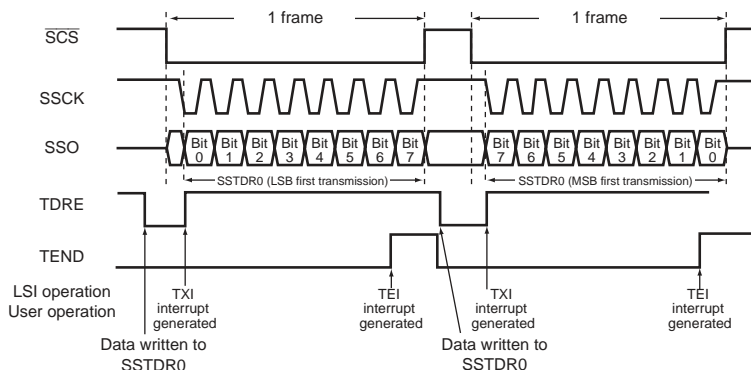 1 frame
1 frame
SCS
SSCK
SSO
Bit 0
Bit 1
Bit 2
Bit 3
Bit 4
Bit 5
Bit 6
Bit 7
Bit 7
Bit 6
Bit 5
Bit 4
Bit 3
Bit 2
Bit 1
Bit 0
SSTDR0 (LSB first transmission)
SSTDR0 (MSB first transmission)
TDRE
TEND
LSI operation
User operation
TXI
interrupt
generated
TEI
interrupt
generated
TXI
interrupt
generated
TEI
interrupt
generated
Data written to
SSTDR0
Data written to
SSTDR0